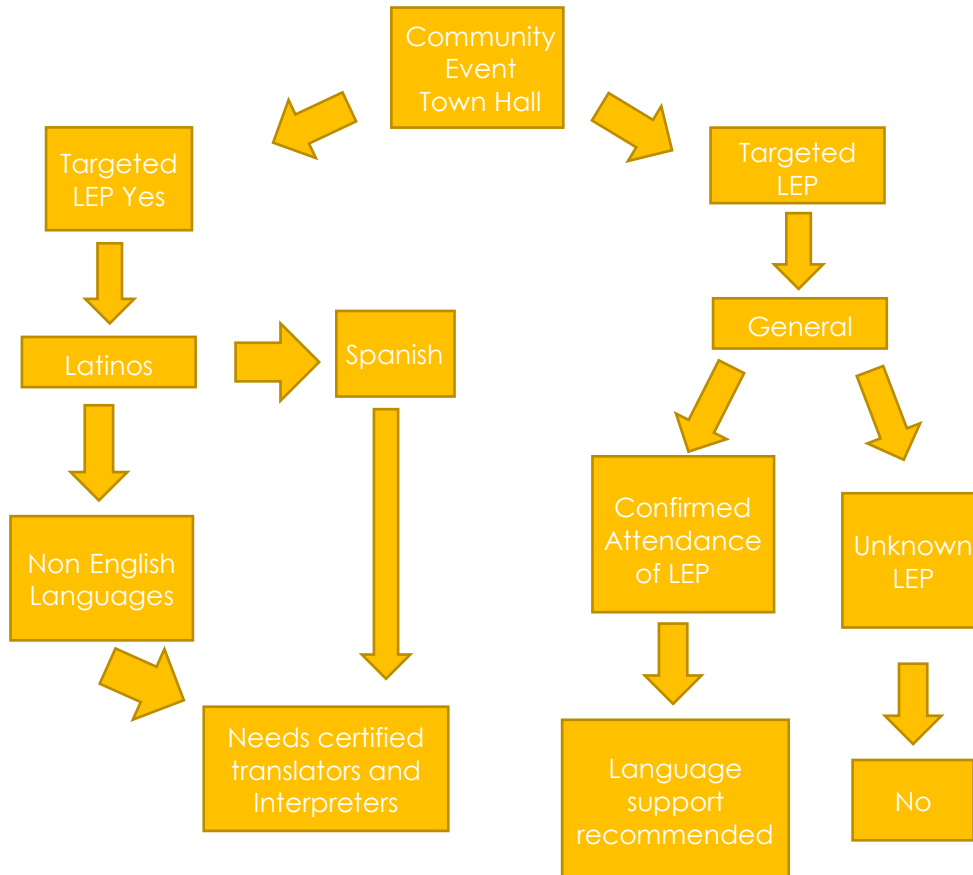 Community
Event
Town Hall
Targeted
LEP Yes
Targeted
LEP
General
Latinos
Spanish
Non English
Languages
Confirmed
Attendance
of LEP
Unknown
LEP
Needs certified
translators and
Interpreters
Language
support
recommended
No